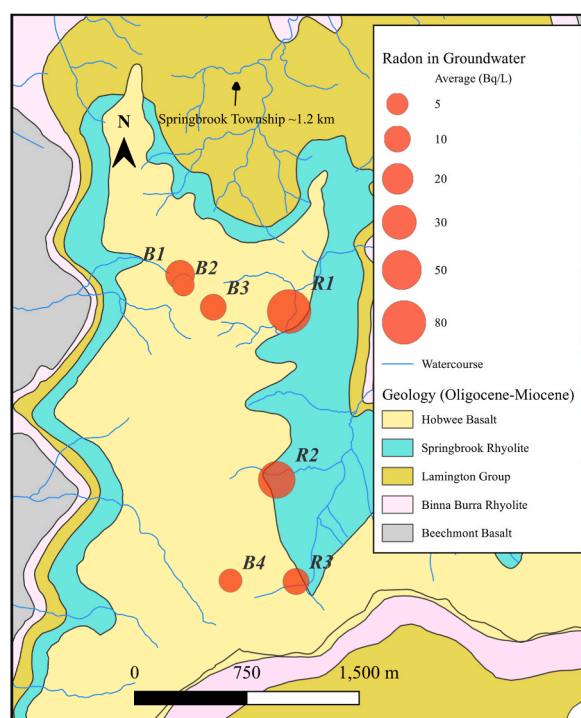 Radon in Groundwater
Average (Bq/L)
5
10
20
30
50
80
Watercourse
Geology (Oligocene-Miocene)
Hobwee Basalt
Springbrook Rhyolite
Lamington Group
Binna Burra Rhyolite
Beechmont Basalt
N
Springbrook Township ~1.2 km
B1
B2
B3
R1
R2
B4
R3
0 750 1,500 m